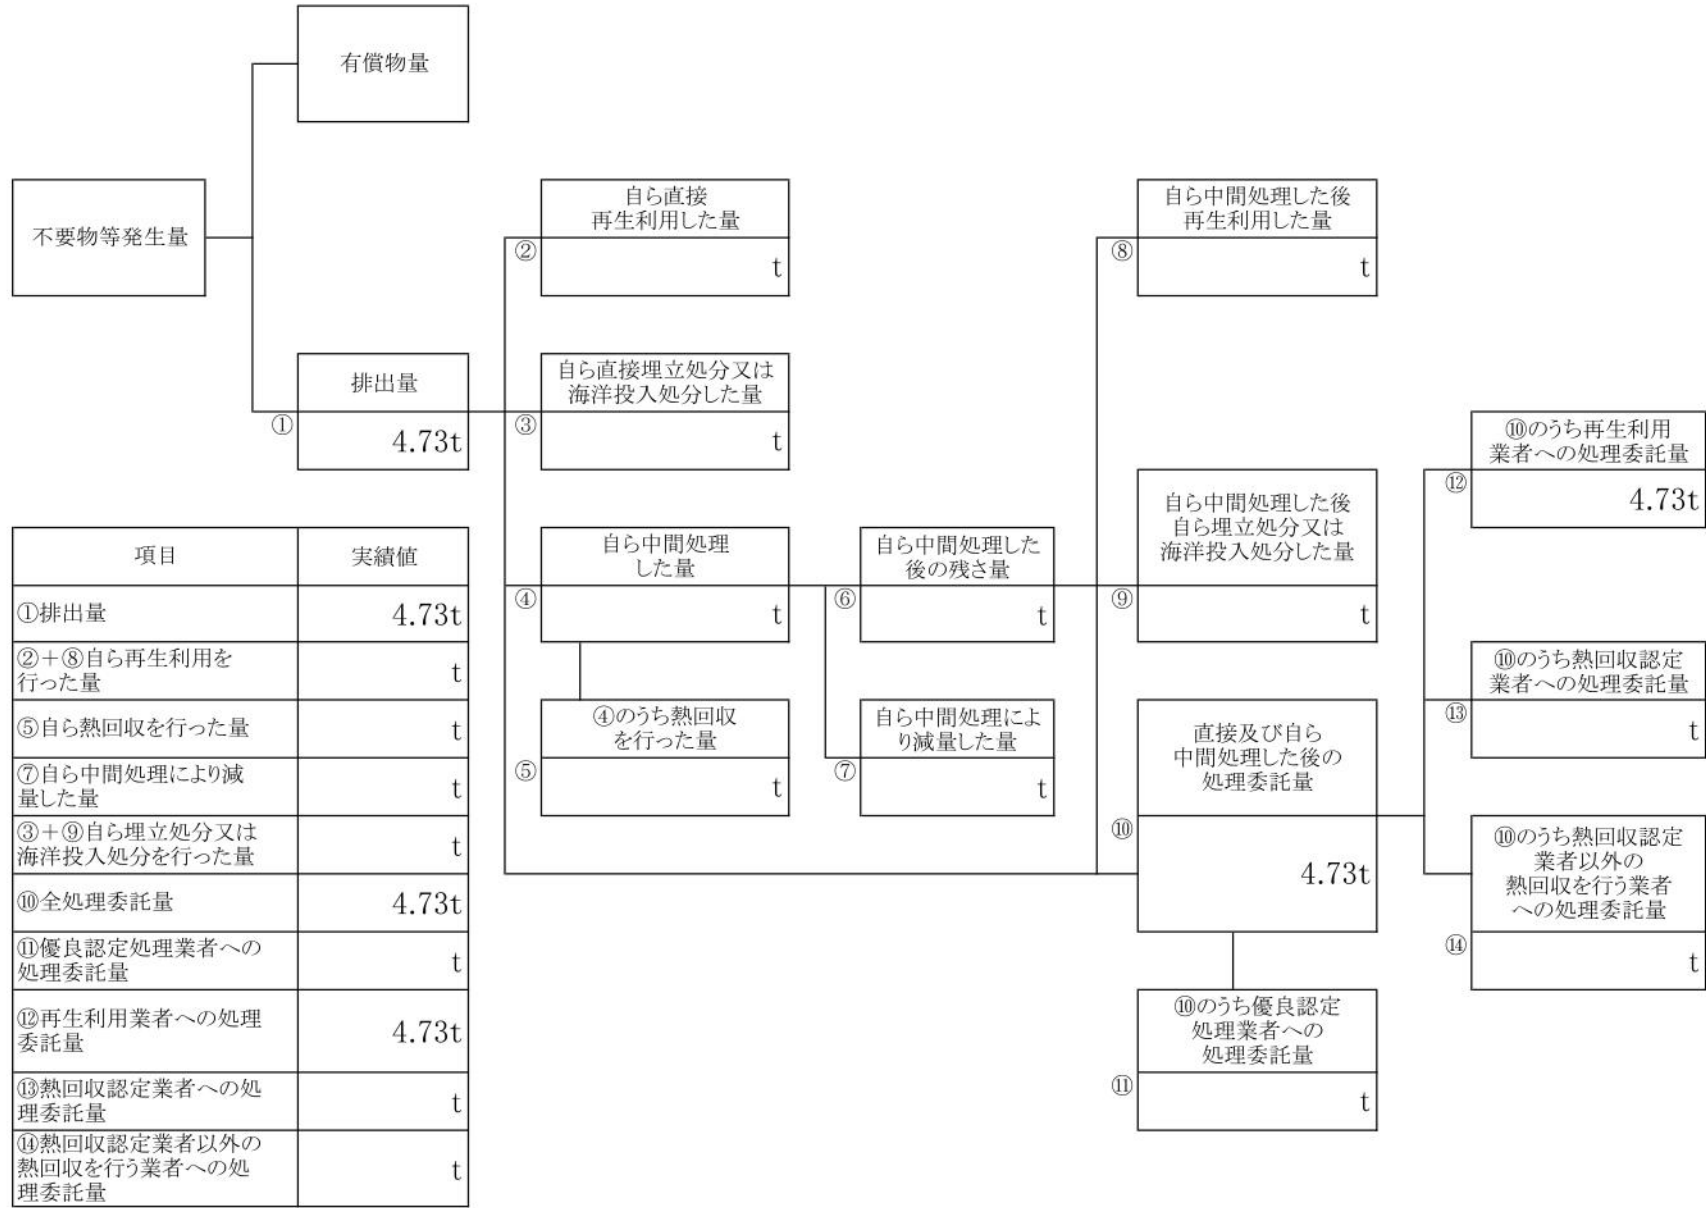 有償物量
不要物等発生量
自ら直接
再生利用した量
②
t
自ら中間処理した後
再生利用した量
⑧
t
排出量
①
4.73t
自ら直接埋立処分又は
海洋投入処分した量
③
t
⑩のうち再生利用
業者への処理委託量
⑫
4.73t
自ら中間処理
した量
④
t
自ら中間処理した
後の残さ量
⑥
t
自ら中間処理した後
自ら埋立処分又は
海洋投入処分した量
⑨
t
⑩のうち熱回収認定
業者への処理委託量
⑬
t
④のうち熱回収
を行った量
⑤
t
自ら中間処理によ
り減量した量
⑦
t
直接及び自ら
中間処理した後の
処理委託量
⑩
4.73t
⑩のうち熱回収認定
業者以外の
熱回収を行う業者
への処理委託量
⑭
t
⑩のうち優良認定
処理業者への
処理委託量
⑪
t
項目 実績値
①排出量 4.73t
②+⑧自ら再生利用を
行った量 t
⑤自ら熱回収を行った量 t
⑦自ら中間処理により減
量した量 t
③+⑨自ら埋立処分又は
海洋投入処分を行った量 t
⑩全処理委託量 4.73t
⑪優良認定処理業者への
処理委託量 t
⑫再生利用業者への処理
委託量 4.73t
⑬熱回収認定業者への処
理委託量 t
⑭熱回収認定業者以外の
熱回収を行う業者への処
理委託量 t